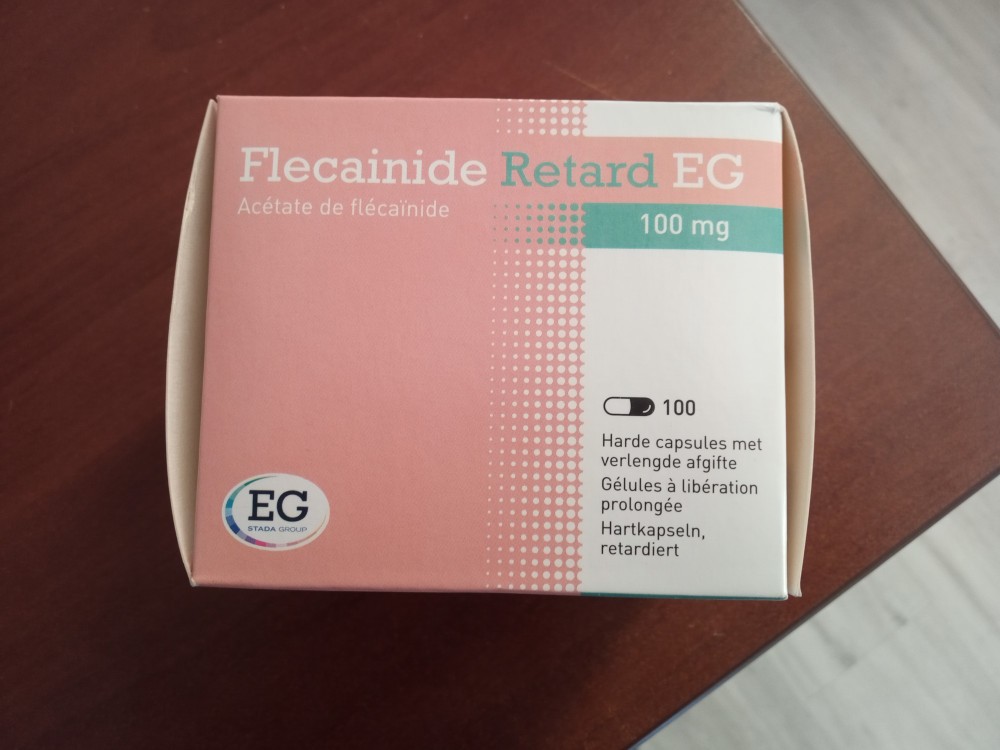 Flecainide Retard EG
Acétate de flécaïnide
100 mg
100
Harde capsules met
verlengde afgifte
Gélules à libération
prolongée
Hartkapseln,
retardiert
EG
STADA GROUP